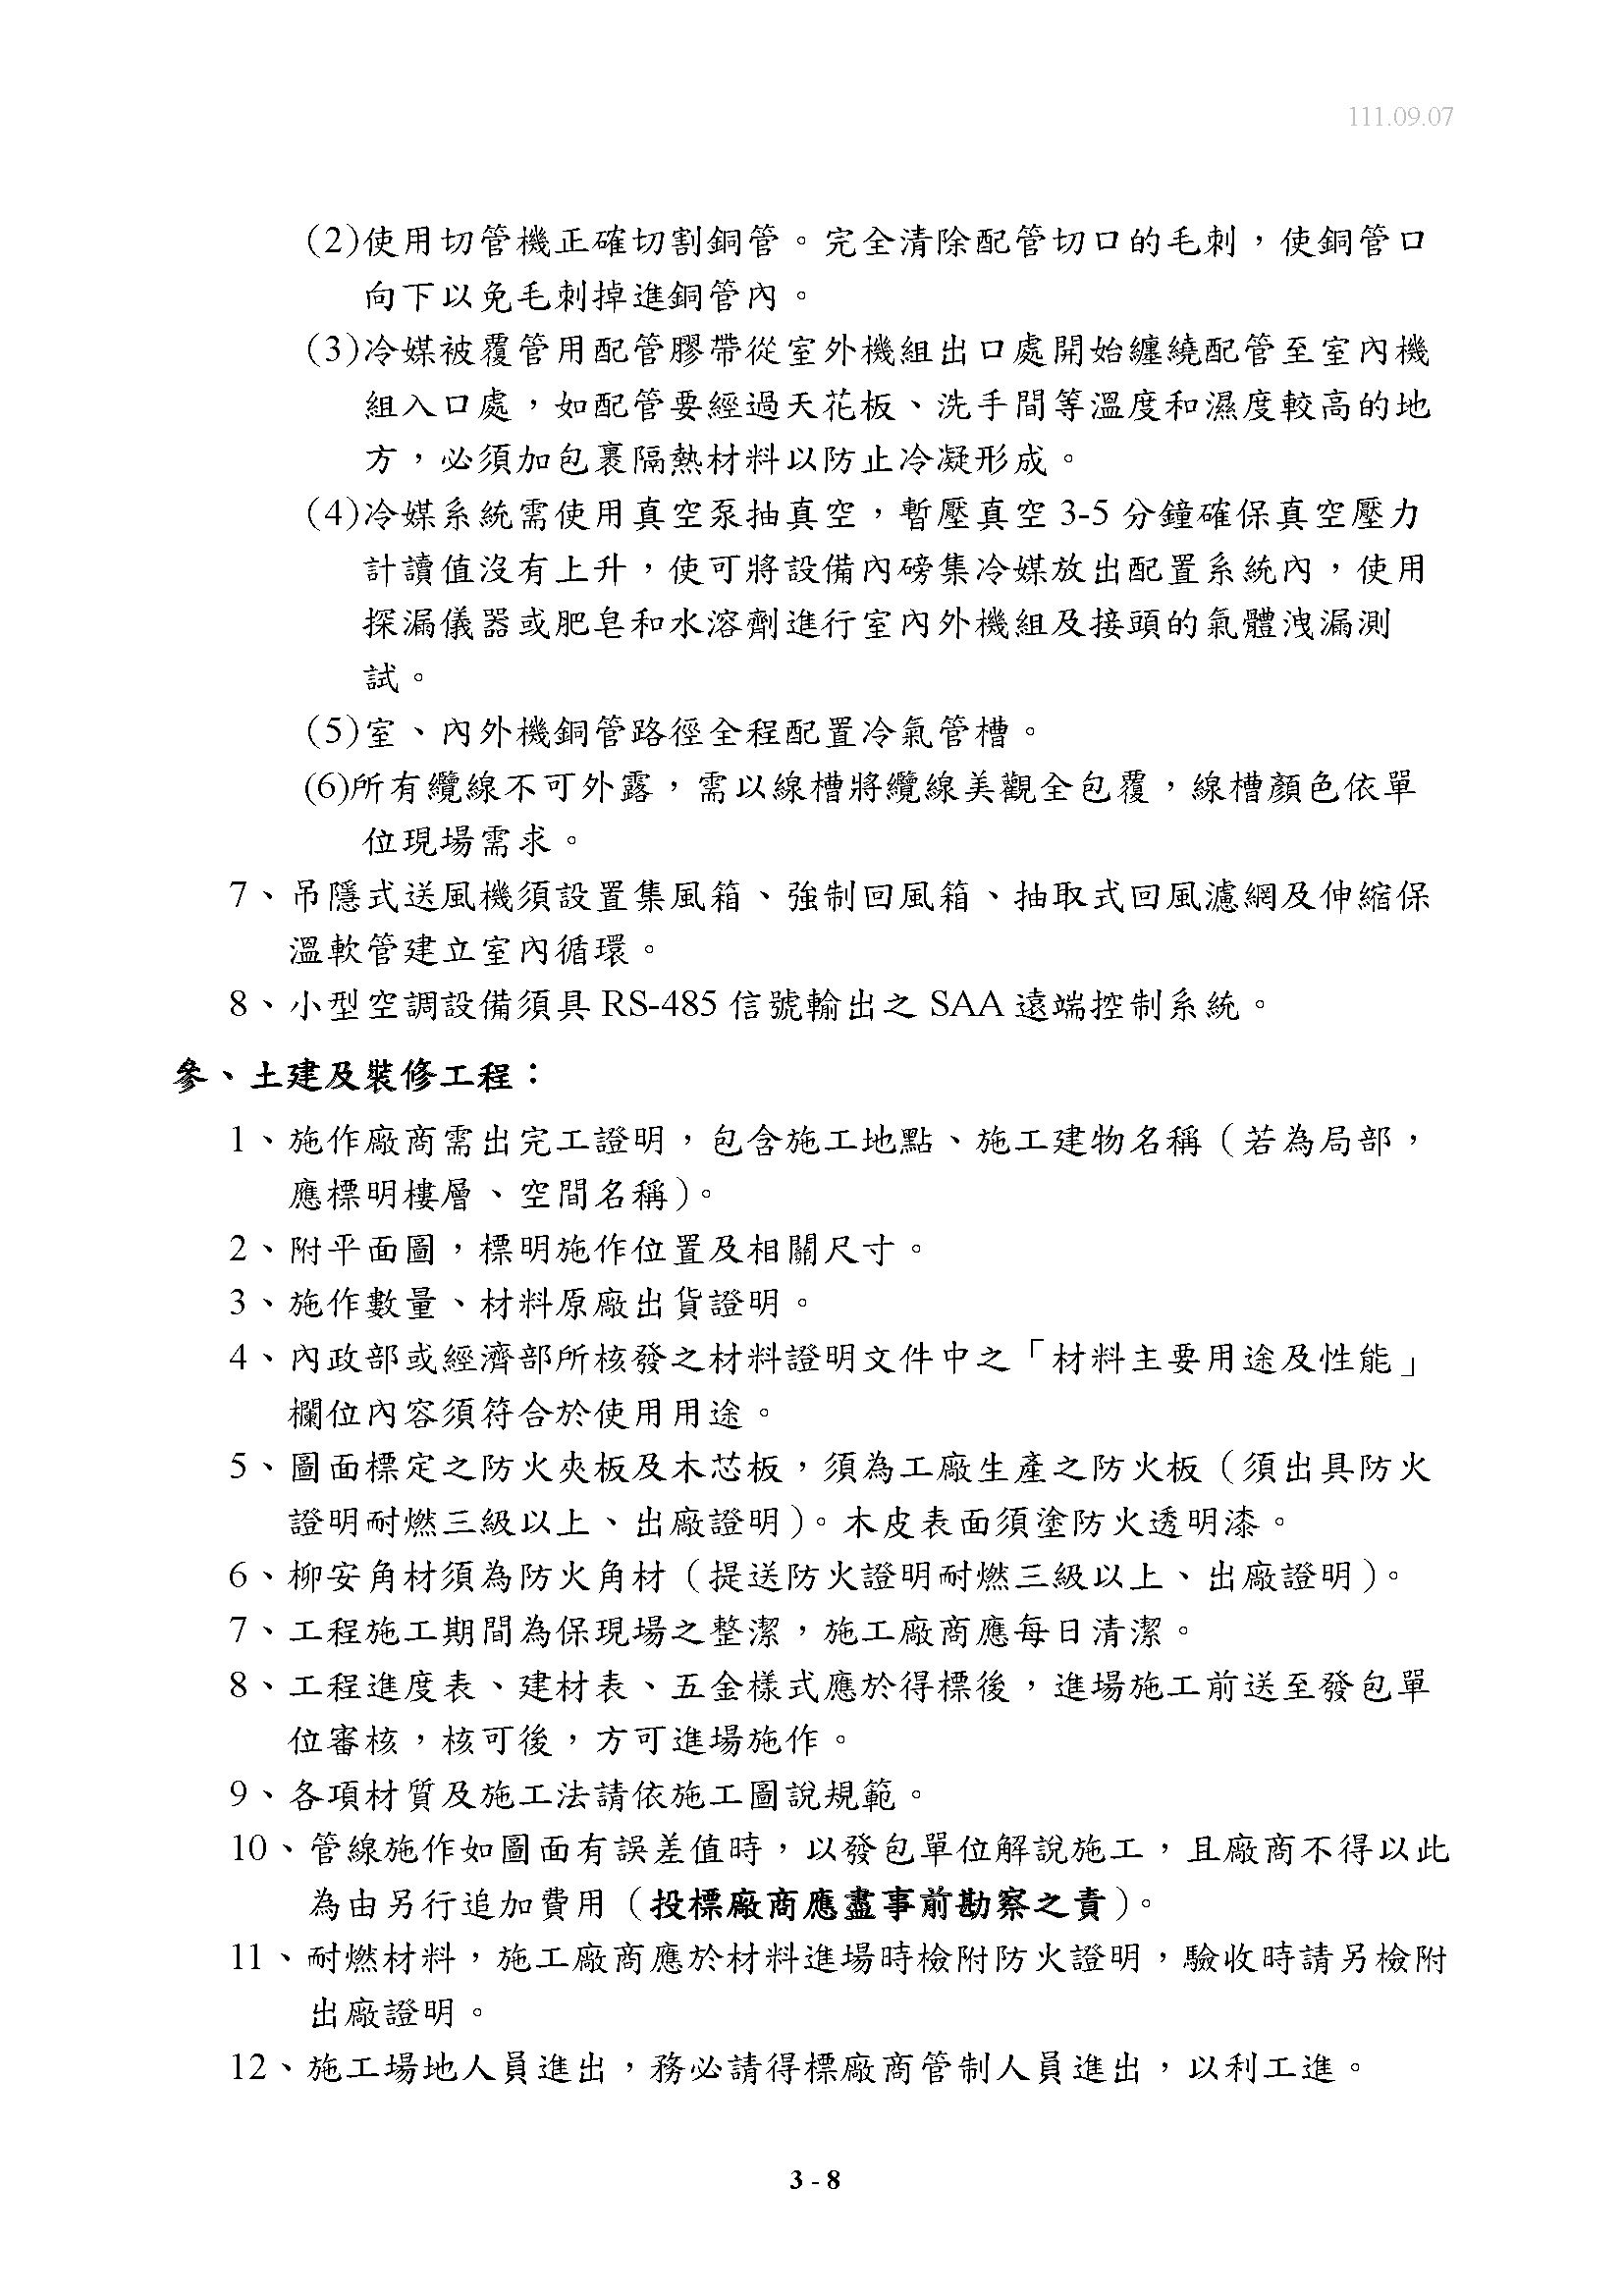 111.09.07
(2)使用切管機正確切割銅管。完全清除配管切口的毛刺，使銅管口
向下以免毛刺掉進銅管內。
(3)冷媒被覆管用配管膠帶從室外機組出口處開始纏繞配管至室內機
組入口處，如配管要經過天花板、洗手間等溫度和濕度較高的地
方，必須加包裹隔熱材料以防止冷凝形成。
(4)冷媒系統需使用真空泵抽真空，暫壓真空 3-5 分鐘確保真空壓力
計讀值沒有上升，使可將設備內磅集冷媒放出配置系統內，使用
探漏儀器或肥皂和水溶劑進行室內外機組及接頭的氣體洩漏測
試。
(5)室、內外機銅管路徑全程配置冷氣管槽。
(6)所有纜線不可外露，需以線槽將纜線美觀全包覆，線槽顏色依單
位現場需求。
7、吊隱式送風機須設置集風箱、強制回風箱、抽取式回風濾網及伸縮保
溫軟管建立室內循環。
8、小型空調設備須具 RS-485 信號輸出之 SAA 遠端控制系統。
參、土建及裝修工程：
1、施作廠商需出完工證明，包含施工地點、施工建物名稱（若為局部，
應標明樓層、空間名稱）。
2、附平面圖，標明施作位置及相關尺寸。
3、施作數量、材料原廠出貨證明。
4、內政部或經濟部所核發之材料證明文件中之「材料主要用途及性能」
欄位內容須符合於使用用途。
5、圖面標定之防火夾板及木芯板，須為工廠生產之防火板（須出具防火
證明耐燃三級以上、出廠證明）。木皮表面須塗防火透明漆。
6、柳安角材須為防火角材（提送防火證明耐燃三級以上、出廠證明）。
7、工程施工期間為保現場之整潔，施工廠商應每日清潔。
8、工程進度表、建材表、五金樣式應於得標後，進場施工前送至發包單
位審核，核可後，方可進場施作。
9、各項材質及施工法請依施工圖說規範。
10、管線施作如圖面有誤差值時，以發包單位解說施工，且廠商不得以此
為由另行追加費用（投標廠商應盡事前勘察之責）。
11、耐燃材料，施工廠商應於材料進場時檢附防火證明，驗收時請另檢附
出廠證明。
12、施工場地人員進出，務必請得標廠商管制人員進出，以利工進。
3 - 8